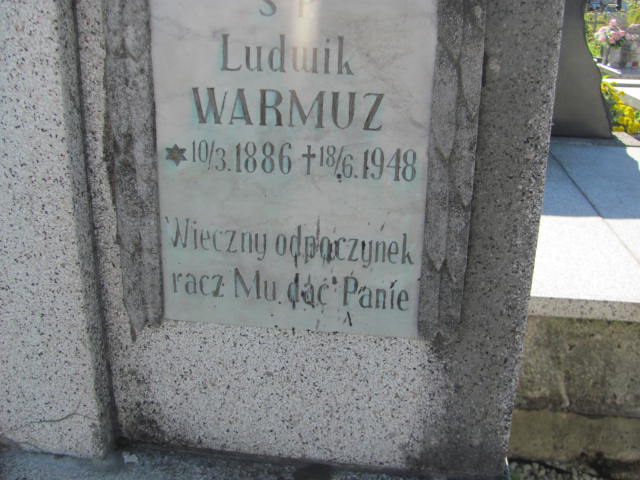 Ś P
Ludwik
WARMUZ
* 10/3.1886 † 18/6.1948
Wieczny odpoczynek
racz Mu dać Panie